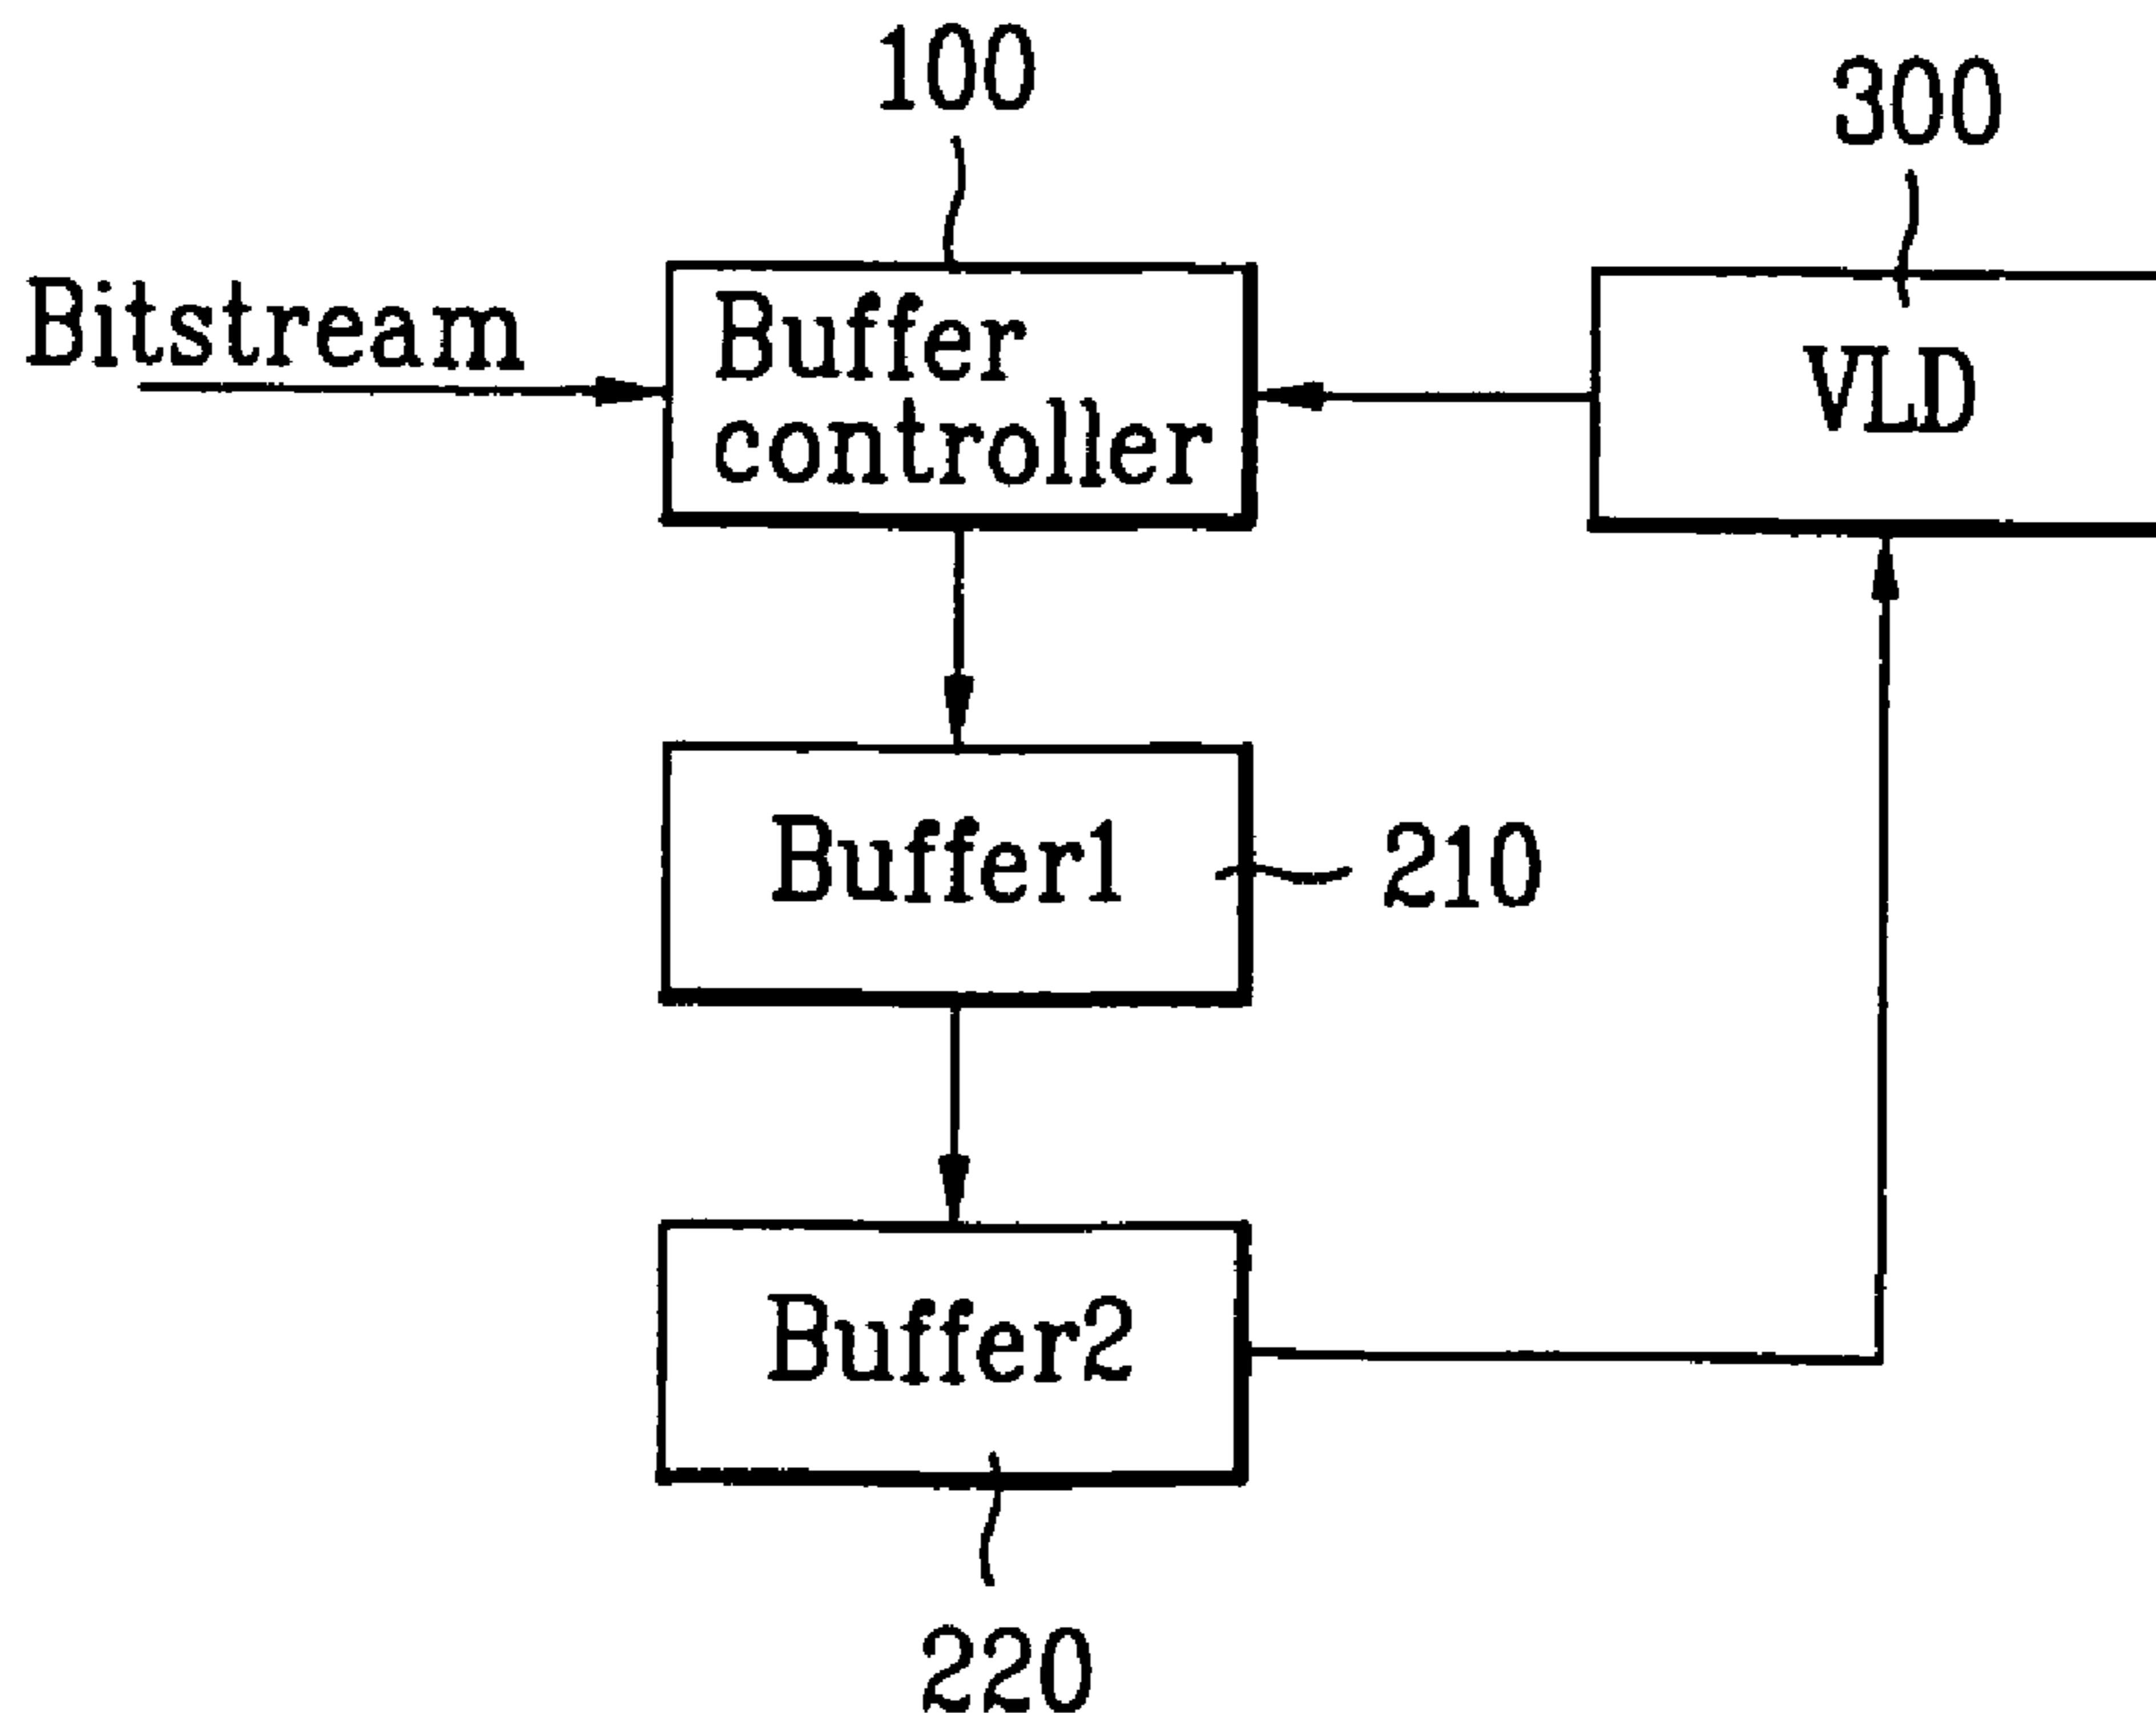 100
300
Bitstream
Buffer
controller
VLD
Buffer1
210
Buffer2
220